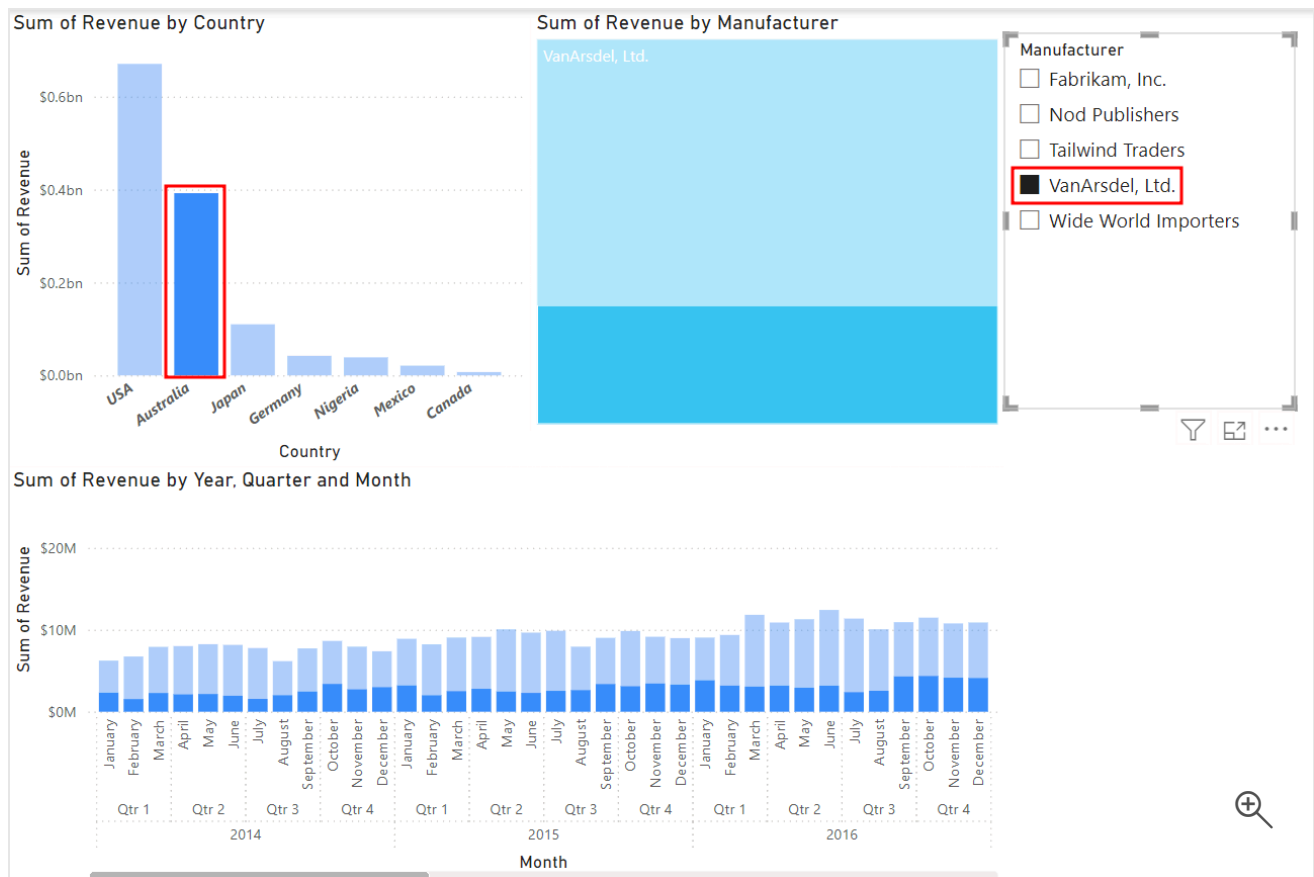 Sum of Revenue by Country
Sum of Revenue
$0.6bn
$0.4bn
$0.2bn
$0.0bn
USA Australia Japan Germany Nigeria Mexico Canada
Country
Sum of Revenue by Manufacturer
VanArsdel, Ltd.
Manufacturer
Fabrikam, Inc.
Nod Publishers
Tailwind Traders
VanArsdel, Ltd.
Wide World Importers
Sum of Revenue by Year, Quarter and Month
Sum of Revenue
$20M
$10M
$0M
January February March April May June July August September October November December January February March April May June July August September October November December January February March April May June July August September October November December
Qtr 1 Qtr 2 Qtr 3 Qtr 4 Qtr 1 Qtr 2 Qtr 3 Qtr 4 Qtr 1 Qtr 2 Qtr 3 Qtr 4
2014 2015 2016
Month